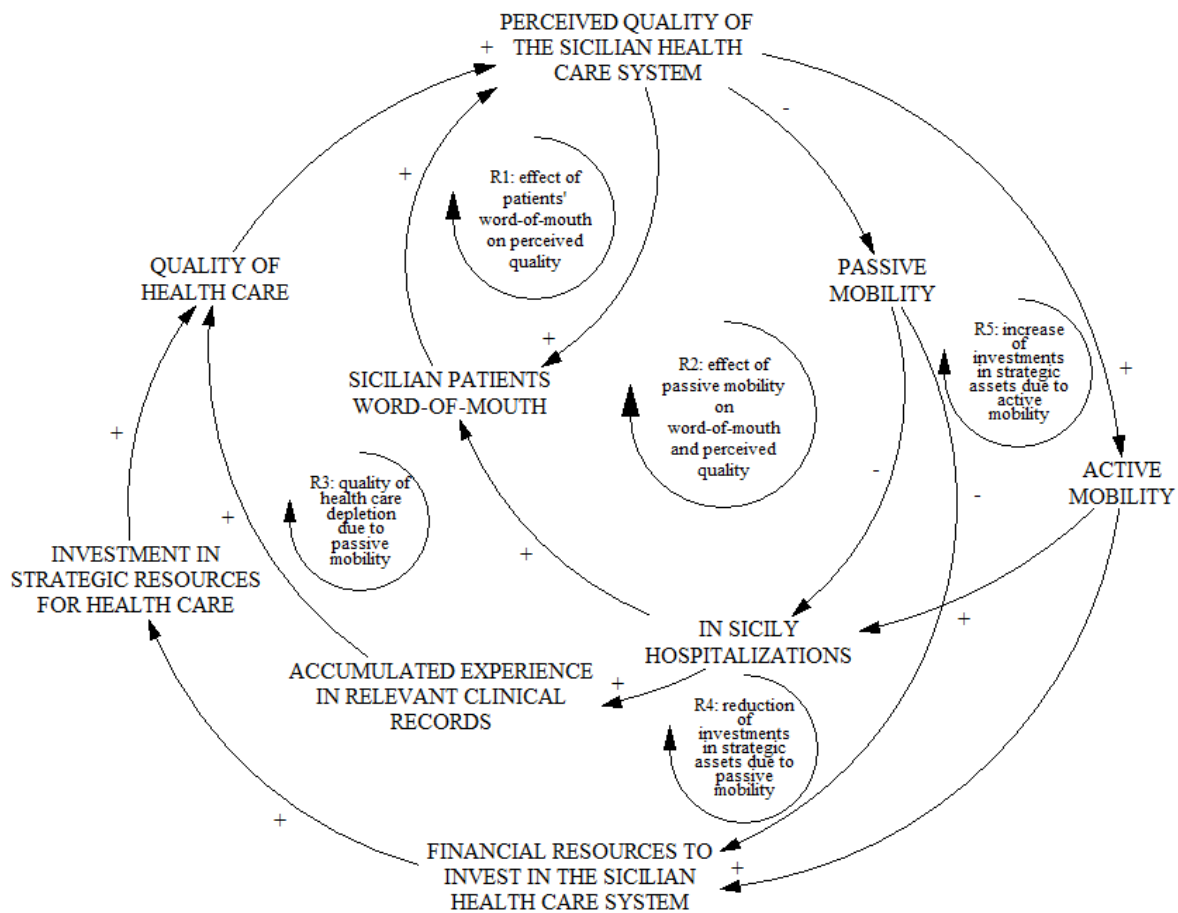 PERCEIVED QUALITY OF
THE SICILIAN HEALTH
CARE SYSTEM
+
-
+
R1: effect of
patients'
word-of-mouth
on perceived
quality
QUALITY OF
HEALTH CARE
PASSIVE
MOBILITY
+
R5: increase of
investments
in strategic
assets due to
active
mobility
+
SICILIAN PATIENTS
WORD-OF-MOUTH
R2: effect of
passive mobility
on
word-of-mouth
and perceived
quality
+
R3: quality of
health care
depletion
due to
passive
mobility
-
-
ACTIVE
MOBILITY
+
+
INVESTMENT IN
STRATEGIC RESOURCES
FOR HEALTH CARE
IN SICILY
HOSPITALIZATIONS
+
ACCUMULATED EXPERIENCE
IN RELEVANT CLINICAL
RECORDS
+
R4: reduction
of
investments
in strategic
assets due to
passive
mobility
+
FINANCIAL RESOURCES TO
INVEST IN THE SICILIAN
HEALTH CARE SYSTEM
+